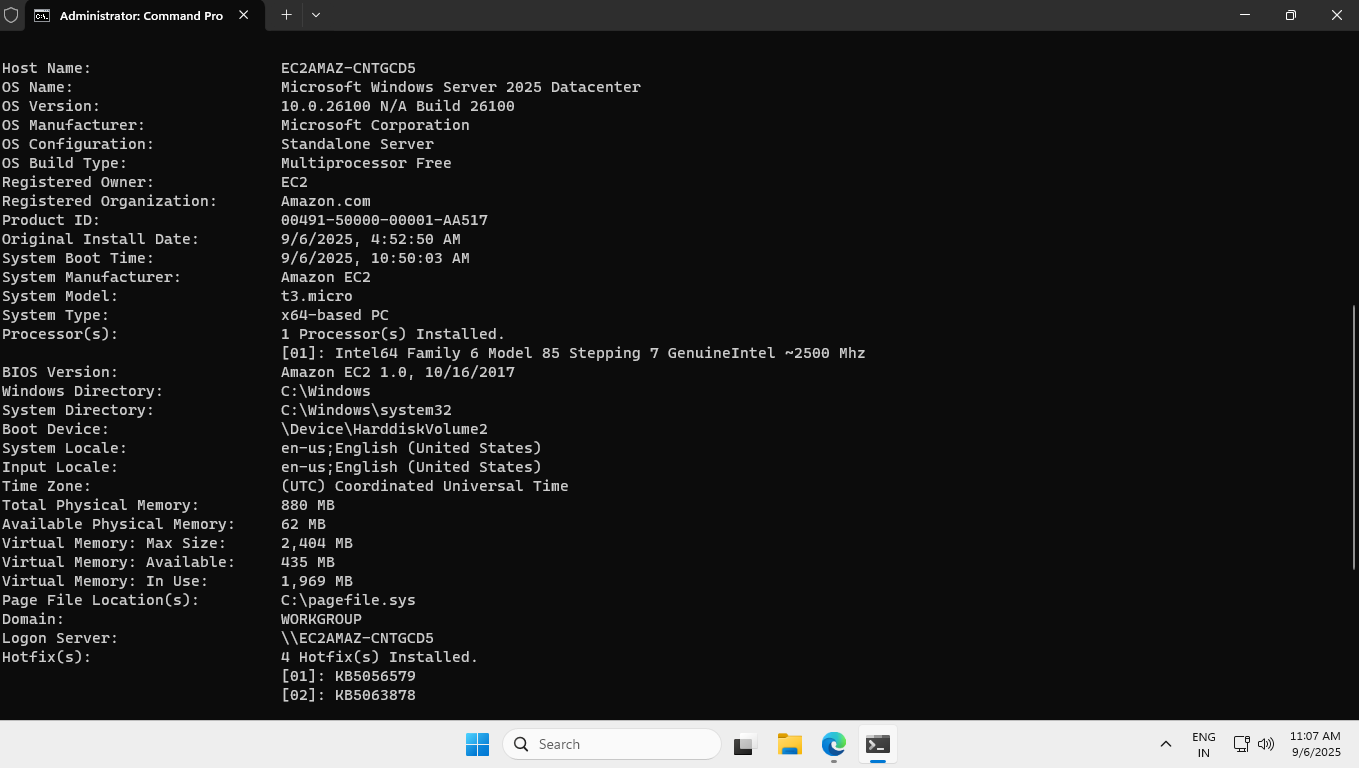 Administrator: Command Pro
Host Name: EC2AMAZ-CNTGCD5
OS Name: Microsoft Windows Server 2025 Datacenter
OS Version: 10.0.26100 N/A Build 26100
OS Manufacturer: Microsoft Corporation
OS Configuration: Standalone Server
OS Build Type: Multiprocessor Free
Registered Owner: EC2
Registered Organization: Amazon.com
Product ID: 00491-50000-00001-AA517
Original Install Date: 9/6/2025, 4:52:50 AM
System Boot Time: 9/6/2025, 10:50:03 AM
System Manufacturer: Amazon EC2
System Model: t3.micro
System Type: x64-based PC
Processor(s): 1 Processor(s) Installed.
[01]: Intel64 Family 6 Model 85 Stepping 7 GenuineIntel ~2500 Mhz
BIOS Version: Amazon EC2 1.0, 10/16/2017
Windows Directory: C:\Windows
System Directory: C:\Windows\system32
Boot Device: \Device\HarddiskVolume2
System Locale: en-us;English (United States)
Input Locale: en-us;English (United States)
Time Zone: (UTC) Coordinated Universal Time
Total Physical Memory: 880 MB
Available Physical Memory: 62 MB
Virtual Memory: Max Size: 2,404 MB
Virtual Memory: Available: 435 MB
Virtual Memory: In Use: 1,969 MB
Page File Location(s): C:\pagefile.sys
Domain: WORKGROUP
Logon Server: \\EC2AMAZ-CNTGCD5
Hotfix(s): 4 Hotfix(s) Installed.
[01]: KB5056579
[02]: KB5063878
Search
ENG
IN
11:07 AM
9/6/2025